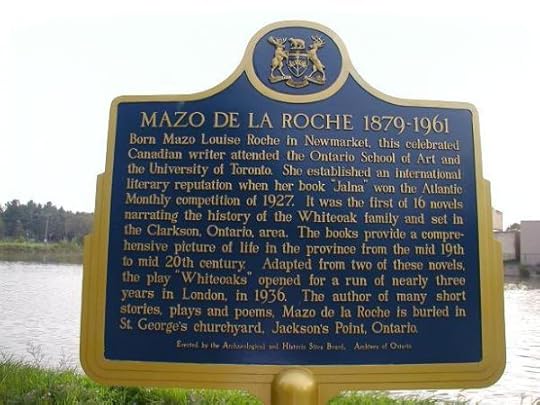 MAZO DE LA ROCHE 1879-1961
Born Mazo Louise Roche in Newmarket, this celebrated
Canadian writer attended the Ontario School of Art and
the University of Toronto. She established an international
literary reputation when her book "Jalna" won the Atlantic
Monthly competition of 1927. It was the first of 16 novels
narrating the history of the Whiteoak family and set in
the Clarkson, Ontario, area. The books provide a compre-
hensive picture of life in the province from the mid 19th
to mid 20th century. Adapted from two of these novels,
the play "Whiteoaks" opened for a run of nearly three
years in London, in 1936. The author of many short
stories, plays and poems, Mazo de la Roche is buried in
St. George's churchyard, Jackson's Point, Ontario.
Erected by the Archaeological and Historic Sites Board, Archives of Ontario